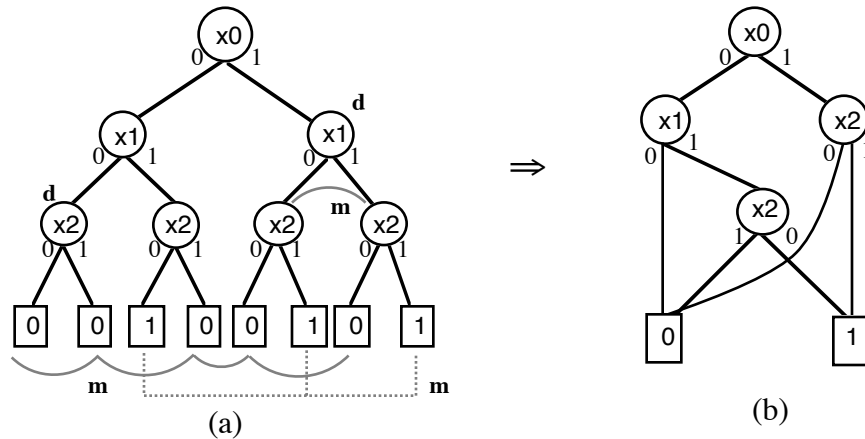 x0 x0
0 1 0 1
d
x1 x1 x1 x2
0 1 0 1 ⇒ 0 1 0 1
d m
x2 x2 x2 x2 x2
0 1 0 1 0 1 0 1 1 0
0 0 1 0 0 1 0 1 0 1
m m
(a) (b)